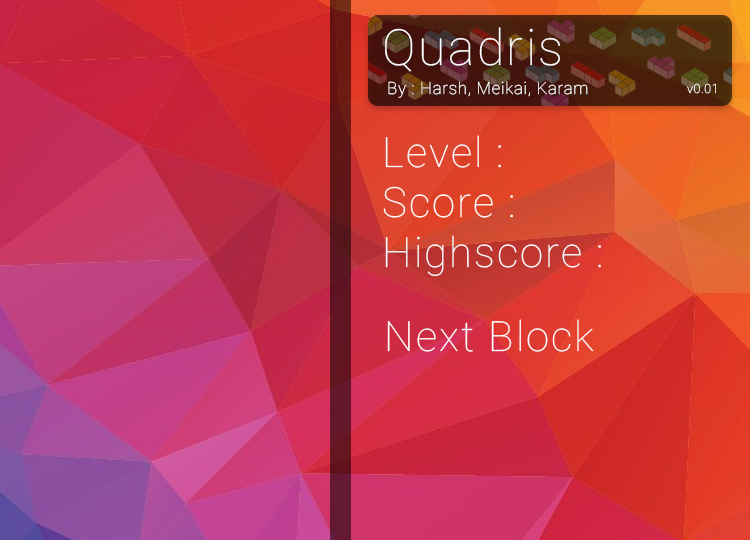 Quadris
By : Harsh, Meikai, Karam
v0.01
Level :
Score :
Highscore :
Next Block